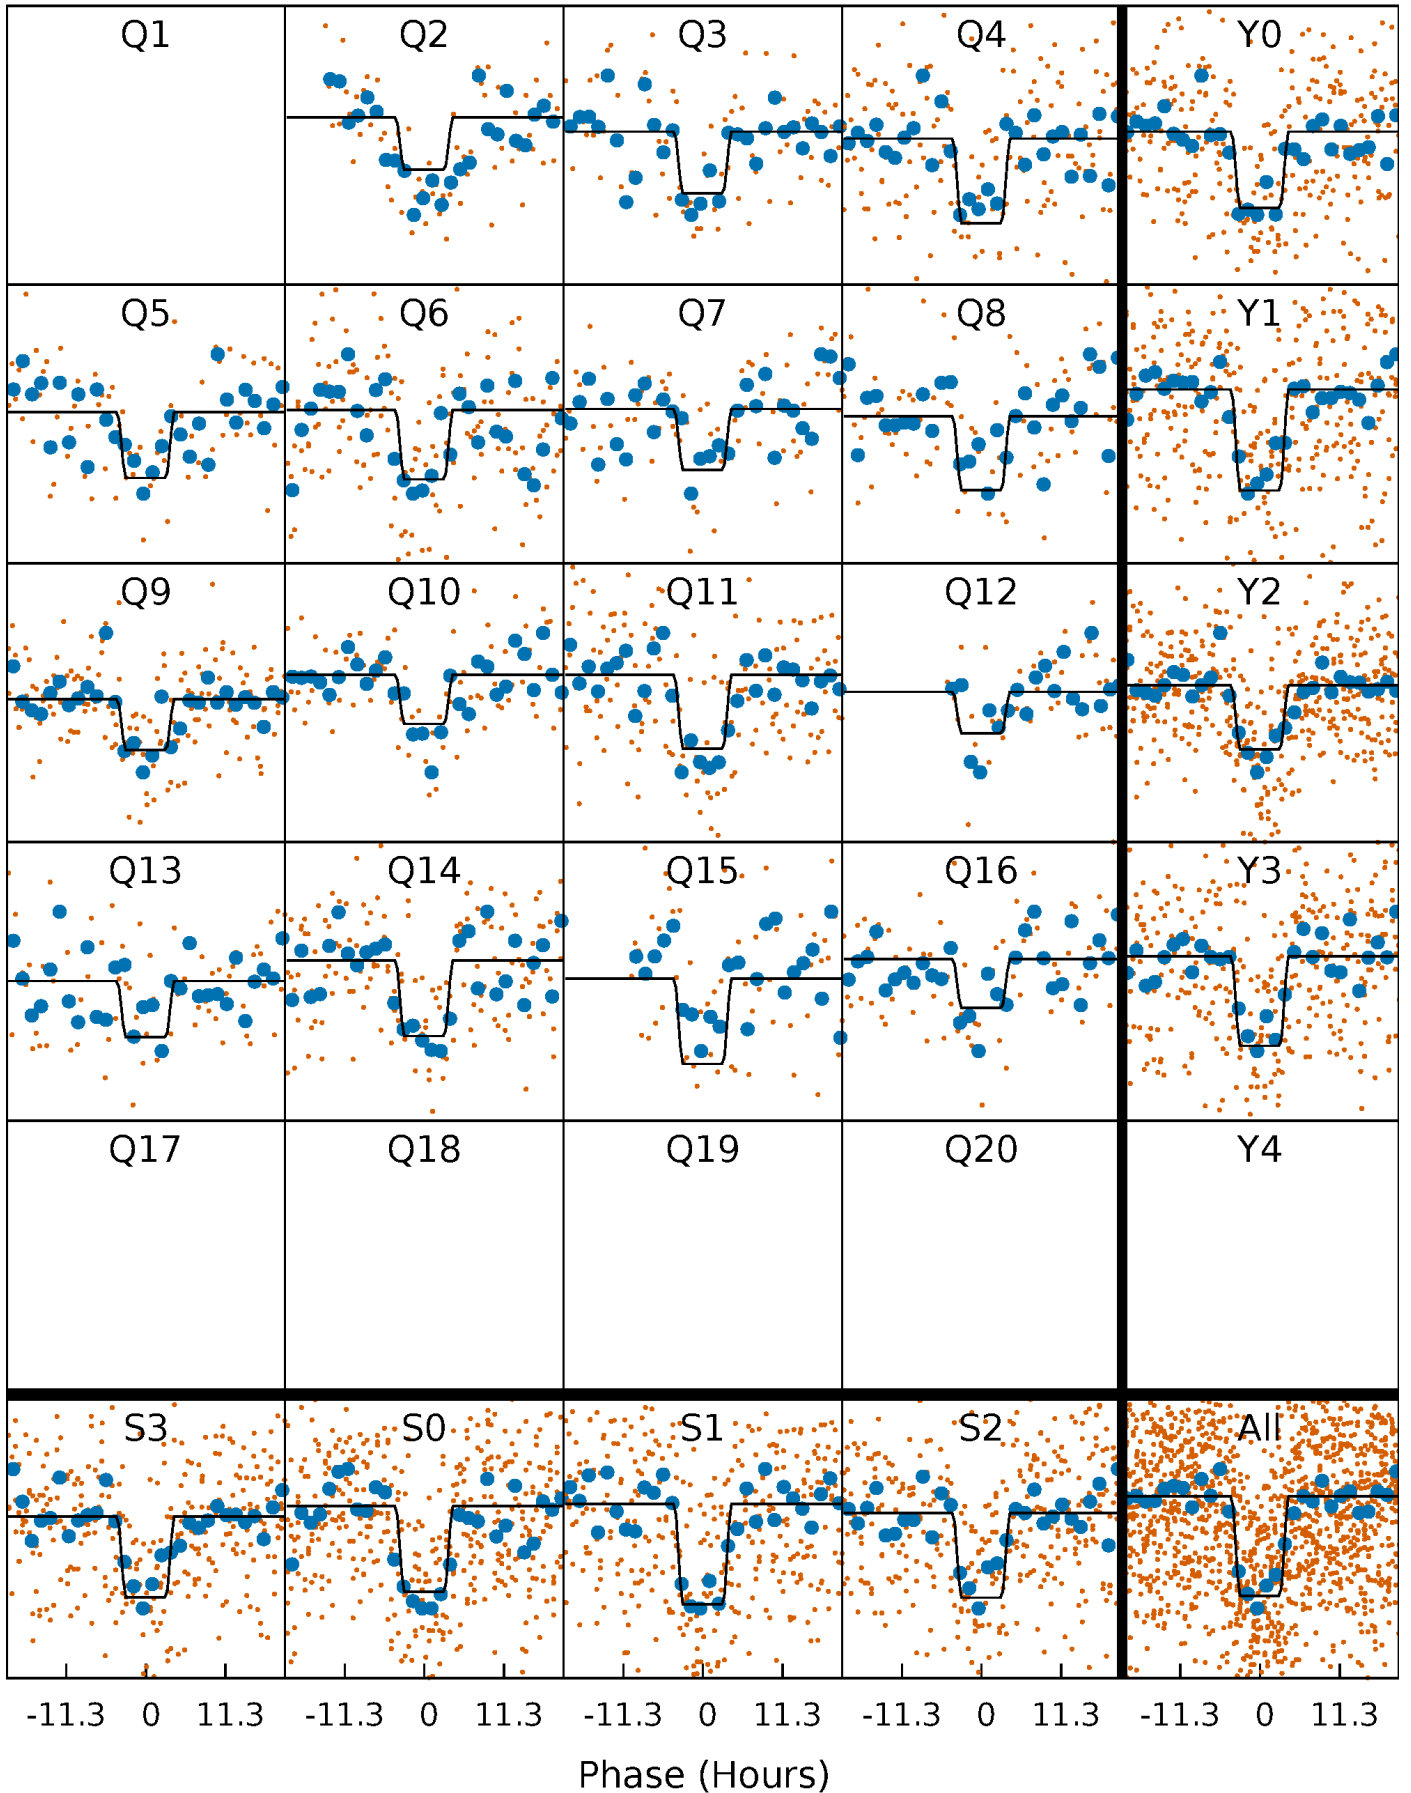 Q1 Q2 Q3 Q4 Y0
Q5 Q6 Q7 Q8 Y1
Q9 Q10 Q11 Q12 Y2
Q13 Q14 Q15 Q16 Y3
Q17 Q18 Q19 Q20 Y4
S3 S0 S1 S2 All
-11.3 0 11.3 -11.3 0 11.3 -11.3 0 11.3 -11.3 0 11.3 -11.3 0 11.3
Phase (Hours)